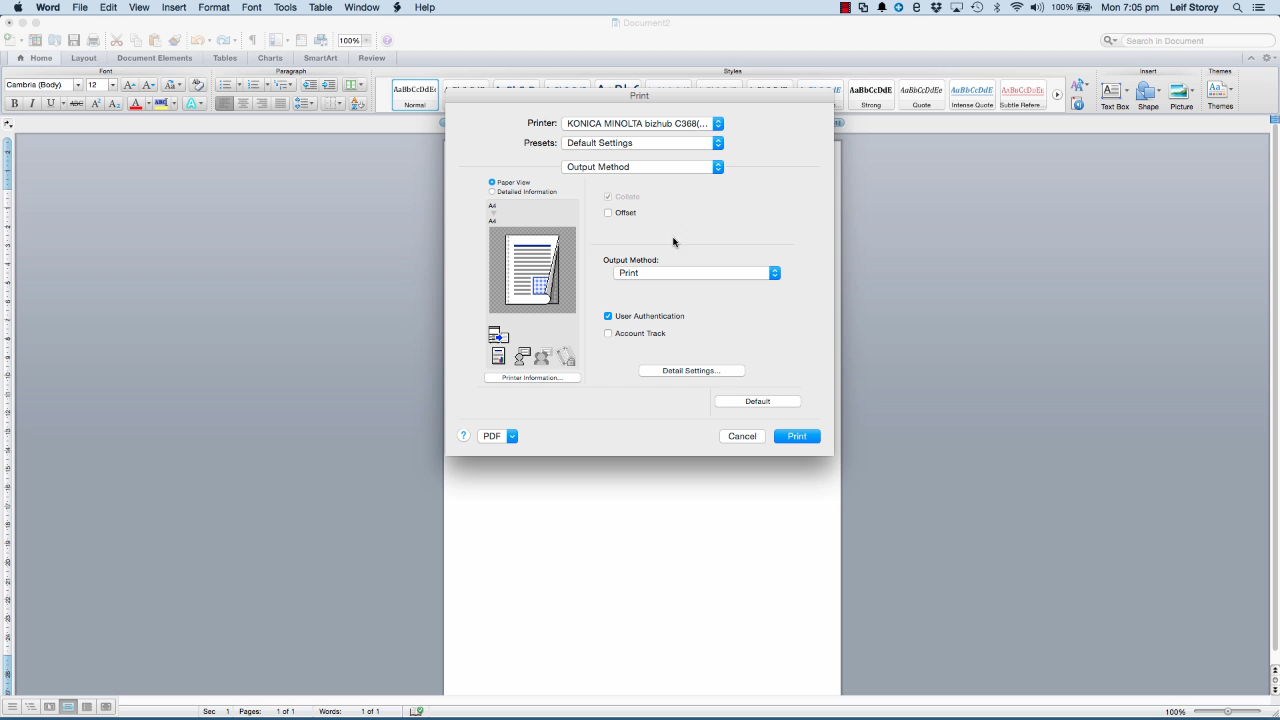 Word File Edit View Insert Format Font Tools Table Window Help 100% Mon 7:05 pm Leif Storey
Document2
100% Search in Document
Home Layout Document Elements Tables Charts SmartArt Review
Font Paragraph Styles Insert Themes
Cambria (Body) 12
AaBbCcDdEe AaBbCcDdE AaBbCcDdEe AaBbCcDdE AaBbCcDdEe
Normal Strong Quote Intense Quote Subtle Refere... Text Box Shape Picture Themes
Print
Printer: KONICA MINOLTA bizhub C368(...
Presets: Default Settings
Output Method
Paper View
Detailed Information
A4
A4
Collate
Offset
Output Method:
Print
User Authentication
Account Track
Detail Settings...
Printer Information...
Default
? PDF Cancel Print
Sec 1 Pages: 1 of 1 Words: 1 of 1 100%